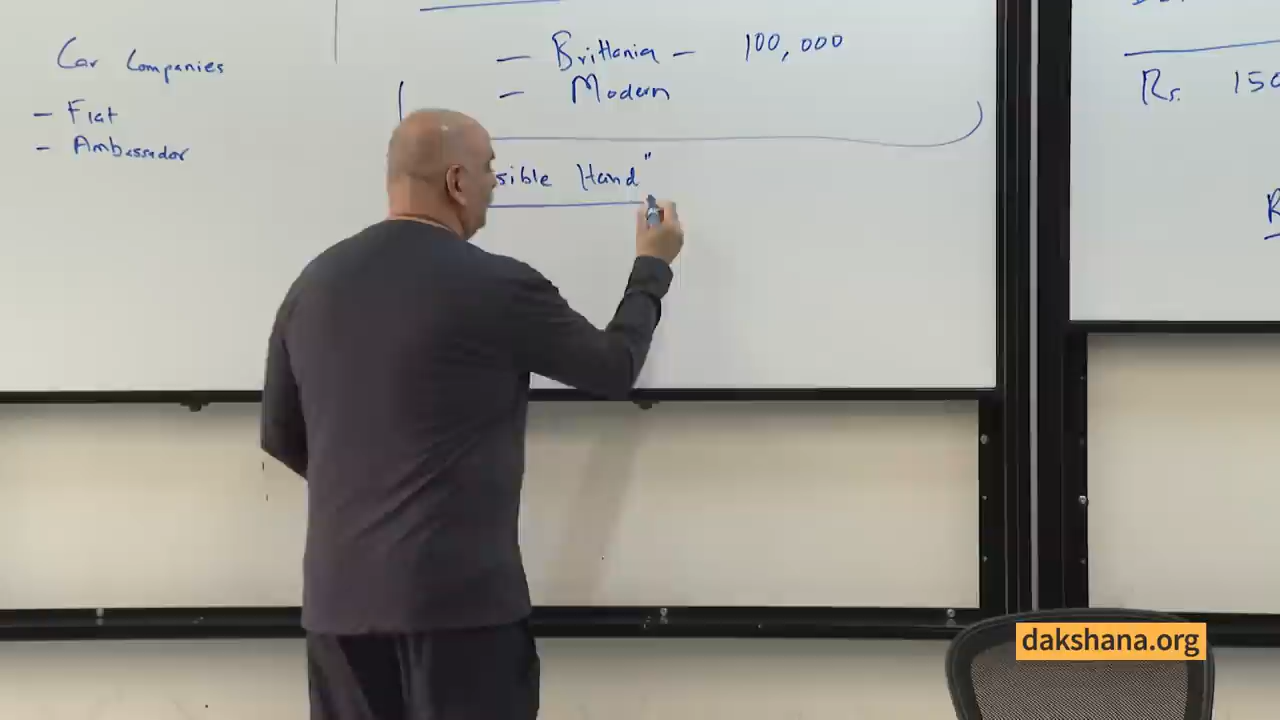 Car Companies
- Fiat
- Ambassador
- Brittania - 100,000
- Modern
sible Hand"
Rs. 150
dakshana.org